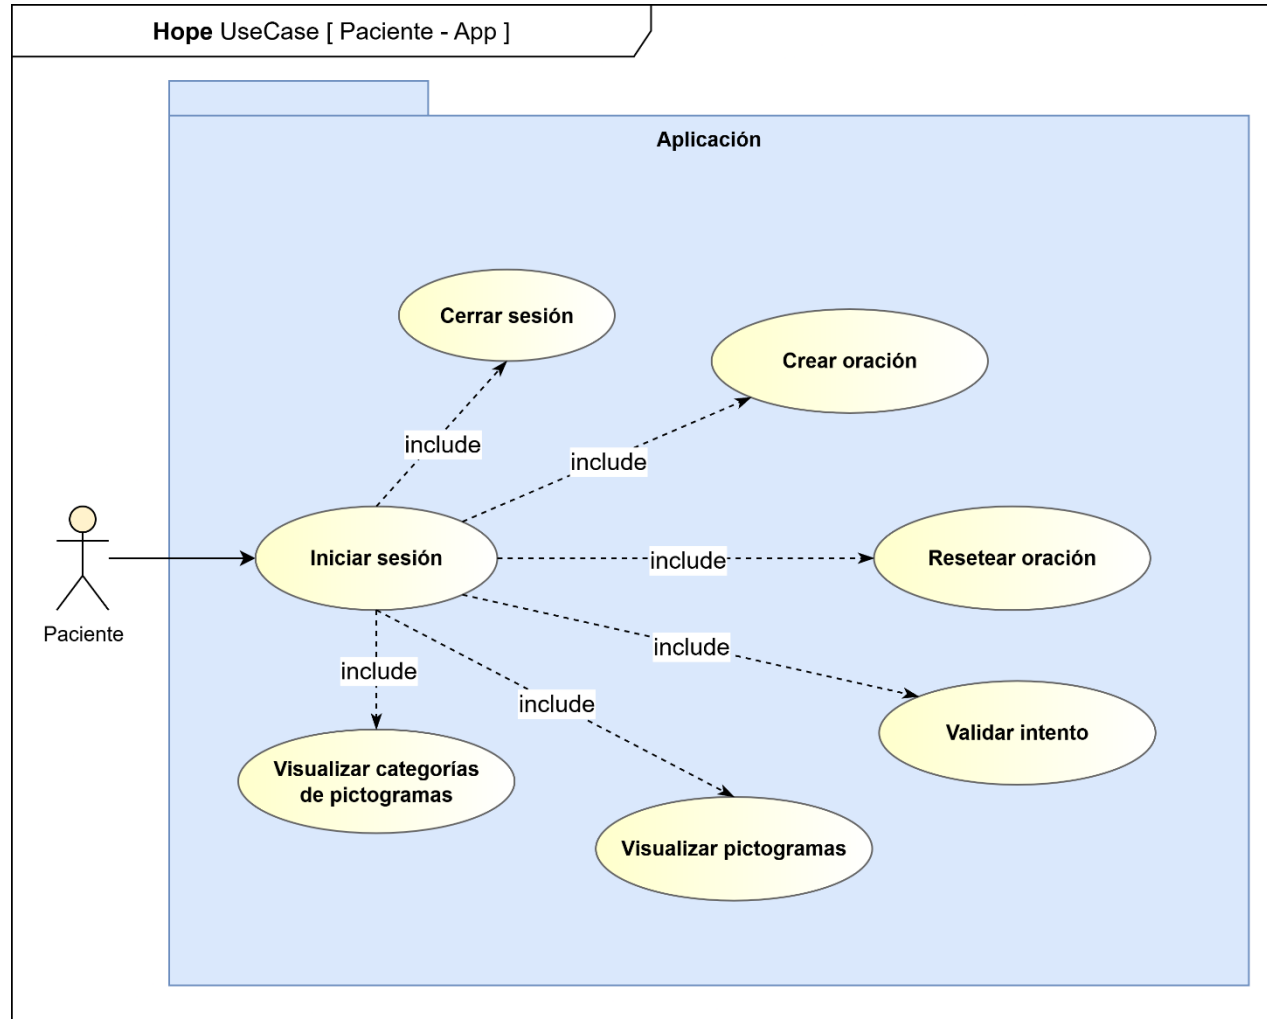 Hope UseCase [ Paciente - App ]
Aplicación
Cerrar sesión
Crear oración
include
include
Iniciar sesión
include
Resetear oración
Paciente
include
include
include
Validar intento
Visualizar categorías
de pictogramas
Visualizar pictogramas